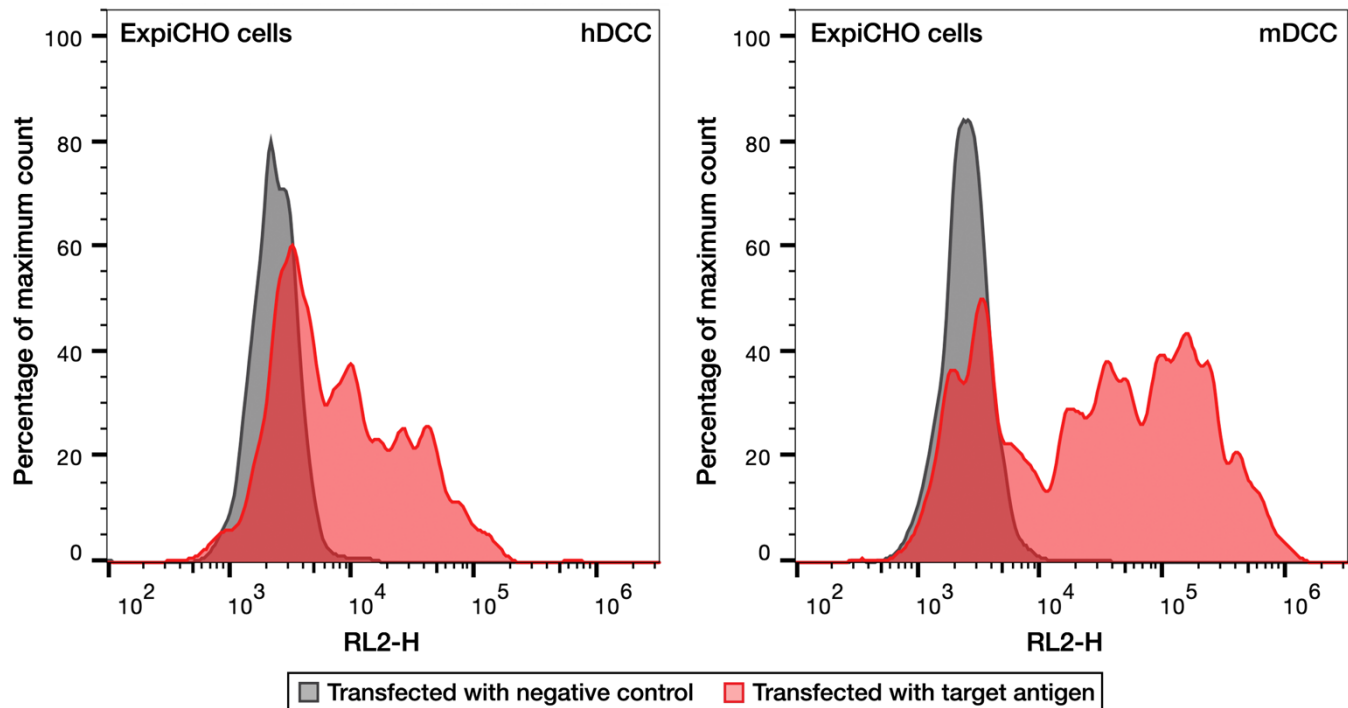 ExpiCHO cells hDCC
Percentage of maximum count
100
80
60
40
20
0
10² 10³ 10⁴ 10⁵ 10⁶
RL2-H
ExpiCHO cells mDCC
Percentage of maximum count
100
80
60
40
20
0
10² 10³ 10⁴ 10⁵ 10⁶
RL2-H
Transfected with negative control Transfected with target antigen